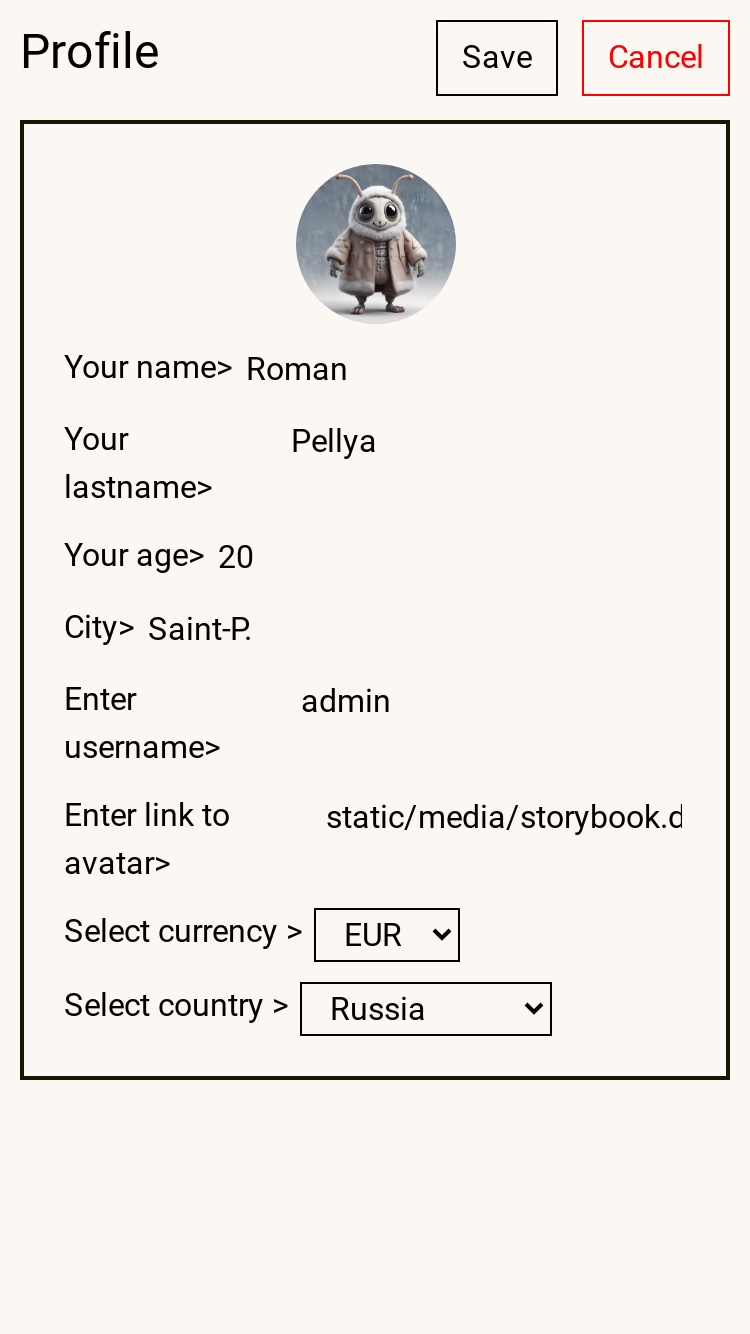 Profile
Save
Cancel
Your name> Roman
Your Pellya
lastname>
Your age> 20
City> Saint-P.
Enter admin
username>
Enter link to static/media/storybook.d
avatar>
Select currency > EUR
Select country > Russia